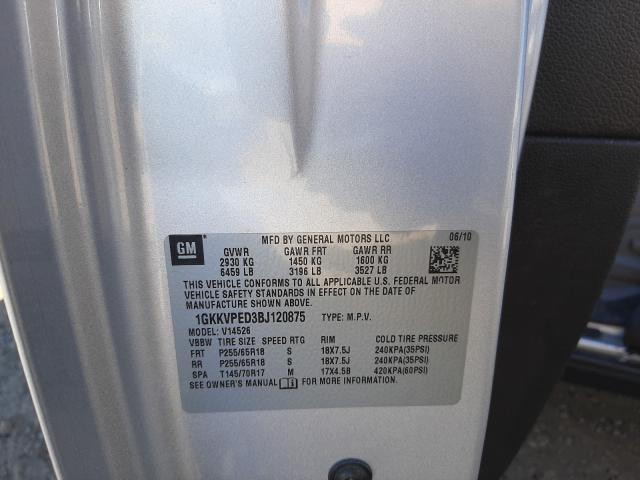 GM
MFD BY GENERAL MOTORS LLC 06/10
GVWR GAWR FRT GAWR RR
2930 KG 1450 KG 1600 KG
6459 LB 3196 LB 3527 LB
THIS VEHICLE CONFORMS TO ALL APPLICABLE U.S. FEDERAL MOTOR
VEHICLE SAFETY STANDARDS IN EFFECT ON THE DATE OF
MANUFACTURE SHOWN ABOVE.
1GKKVPED3BJ120875 TYPE: M.P.V.
MODEL: V14526
VBBW TIRE SIZE SPEED RTG RIM COLD TIRE PRESSURE
FRT P255/65R18 S 18X7.5J 240KPA(35PSI)
RR P255/65R18 S 18X7.5J 240KPA(35PSI)
SPA T145/70R17 M 17X4.5B 420KPA(60PSI)
SEE OWNER'S MANUAL FOR MORE INFORMATION.